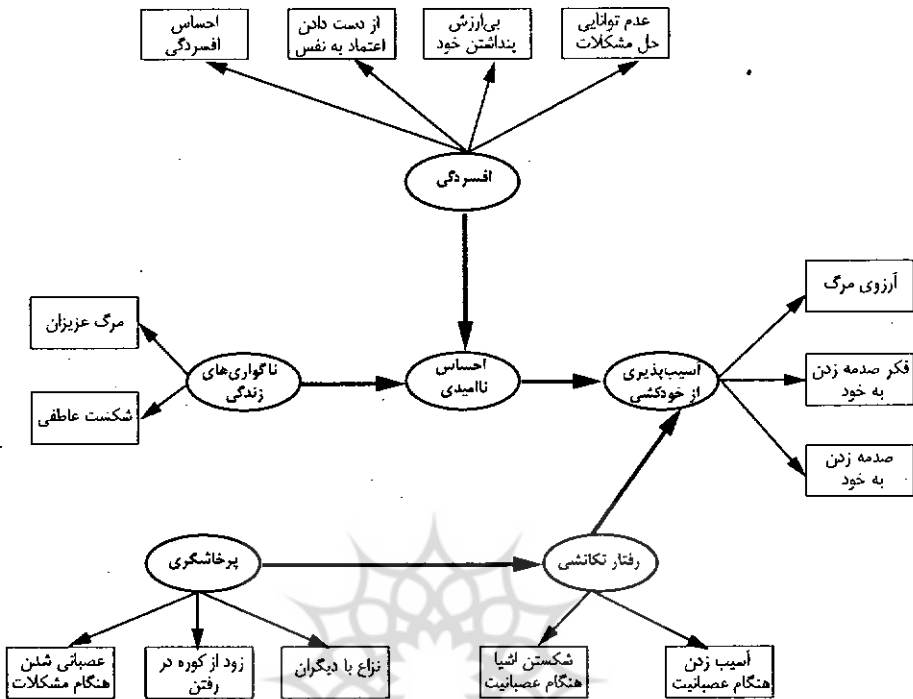 عدم توانایی
حل مشکلات
بی‌ارزش
پنداشتن خود
از دست دادن
اعتماد به نفس
احساس
افسردگی
افسردگی
آرزوی مرگ
مرگ عزیزان
ناگواری‌های
زندگی
احساس
ناامیدی
آسیب‌پذیری
از خودکشی
فکر صدمه زدن
به خود
شکست عاطفی
صدمه زدن
به خود
پرخاشگری
رفتار تکانشی
آسیب زدن
هنگام عصبانیت
شکستن اشیا
هنگام عصبانیت
نزاع با دیگران
زود از کوره در
رفتن
عصبانی شدن
هنگام مشکلات